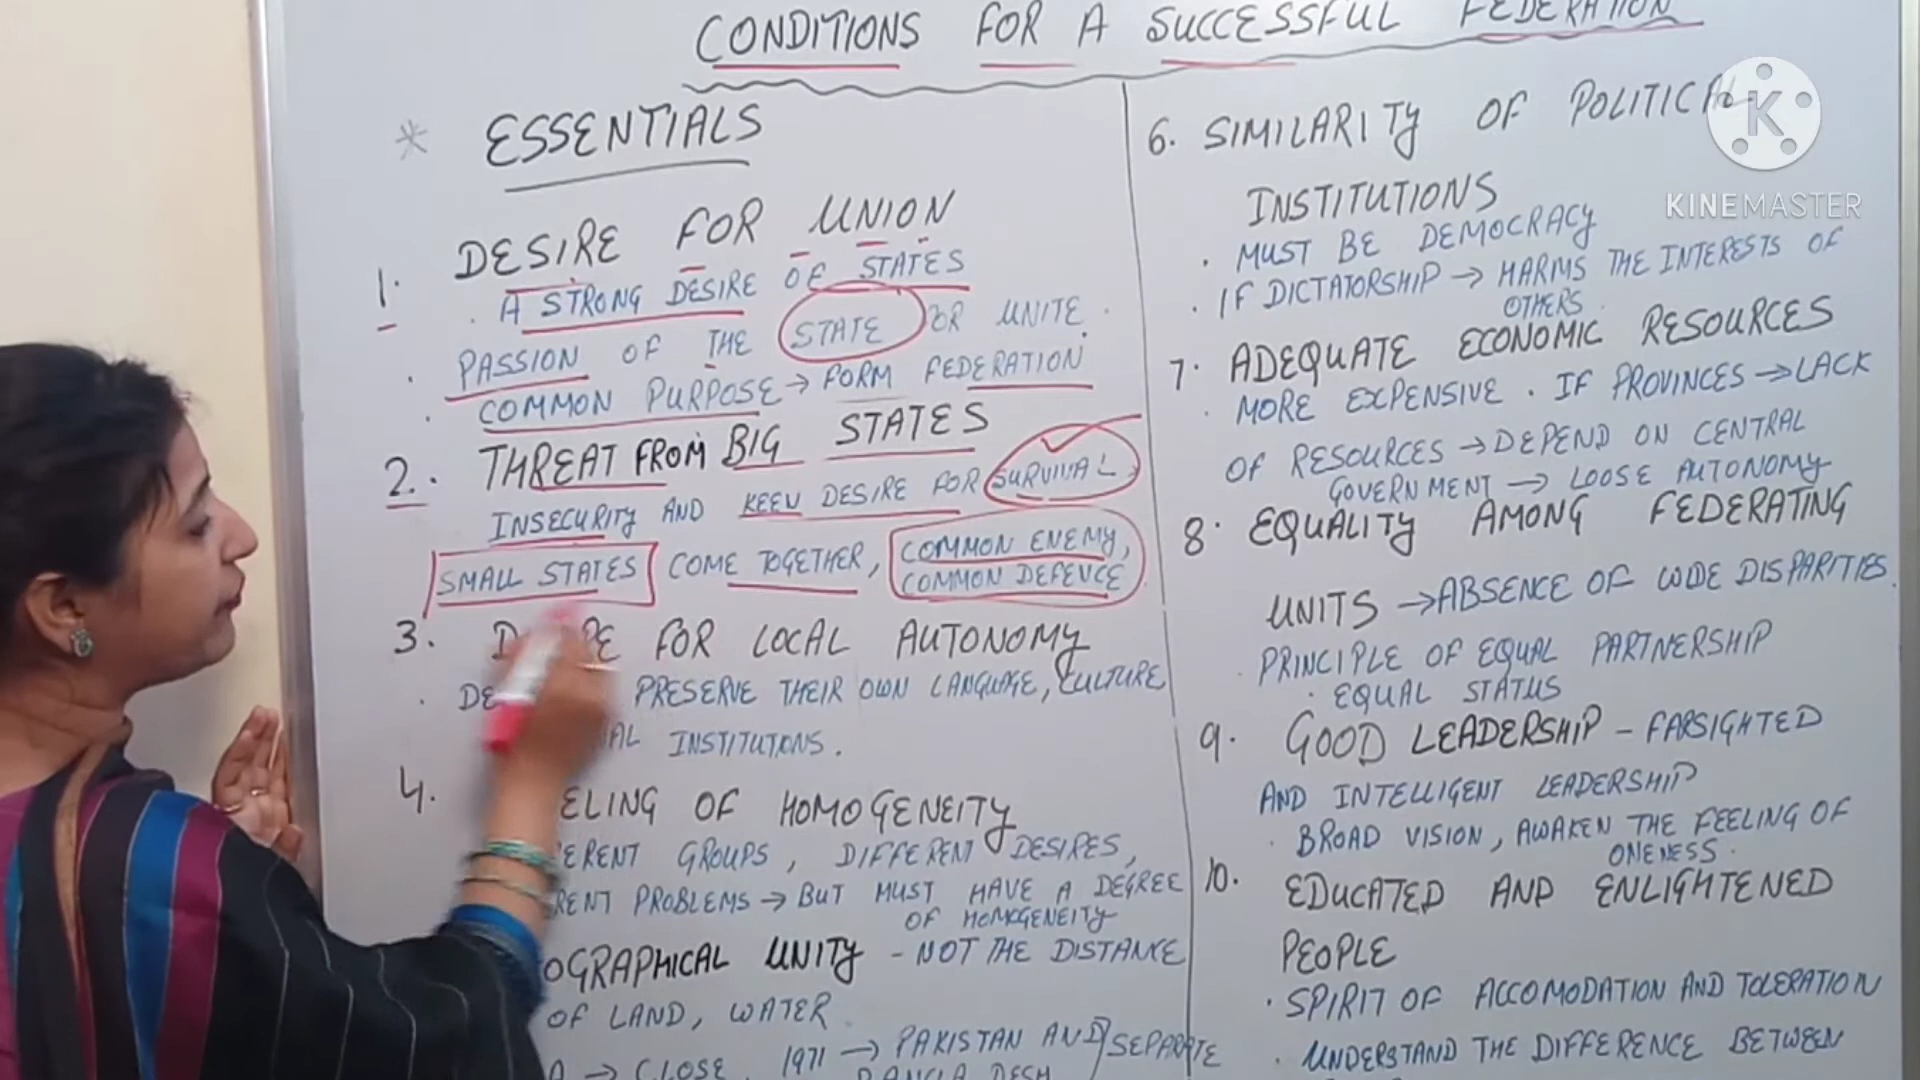 CONDITIONS FOR A SUCCESSFUL FEDERATION
* ESSENTIALS
1. DESIRE FOR UNION
. A STRONG DESIRE OF STATES
. PASSION OF THE STATE FOR UNITE
. COMMON PURPOSE → FORM FEDERATION
2. THREAT FROM BIG STATES
INSECURITY AND KEEN DESIRE FOR SURVIVAL
SMALL STATES COME TOGETHER, COMMON ENEMY,
COMMON DEFENCE
3. FOR LOCAL AUTONOMY
. PRESERVE THEIR OWN LANGUAGE, CULTURE
INSTITUTIONS.
4. ELING OF HOMOGENEITY
ERENT GROUPS, DIFFERENT DESIRES,
RENT PROBLEMS → BUT MUST HAVE A DEGREE
OF HOMOGENEITY
OGRAPHICAL UNITY - NOT THE DISTANCE
OF LAND, WATER
→ CLOSE. 1971 → PAKISTAN AND SEPARATE
BANGLA DESH
6. SIMILARITY OF POLITICAL
INSTITUTIONS
. MUST BE DEMOCRACY
. IF DICTATORSHIP → HARMS THE INTERESTS OF
OTHERS.
7. ADEQUATE ECONOMIC RESOURCES
. MORE EXPENSIVE . IF PROVINCES → LACK
OF RESOURCES → DEPEND ON CENTRAL
GOVERNMENT → LOOSE AUTONOMY
8. EQUALITY AMONG FEDERATING
UNITS → ABSENCE OF WIDE DISPARITIES.
. PRINCIPLE OF EQUAL PARTNERSHIP
. EQUAL STATUS
9. GOOD LEADERSHIP - FARSIGHTED
AND INTELLIGENT LEADERSHIP
. BROAD VISION, AWAKEN THE FEELING OF
ONENESS.
10. EDUCATED AND ENLIGHTENED
PEOPLE
. SPIRIT OF ACCOMODATION AND TOLERATION
. UNDERSTAND THE DIFFERENCE BETWEEN
K
KINEMASTER